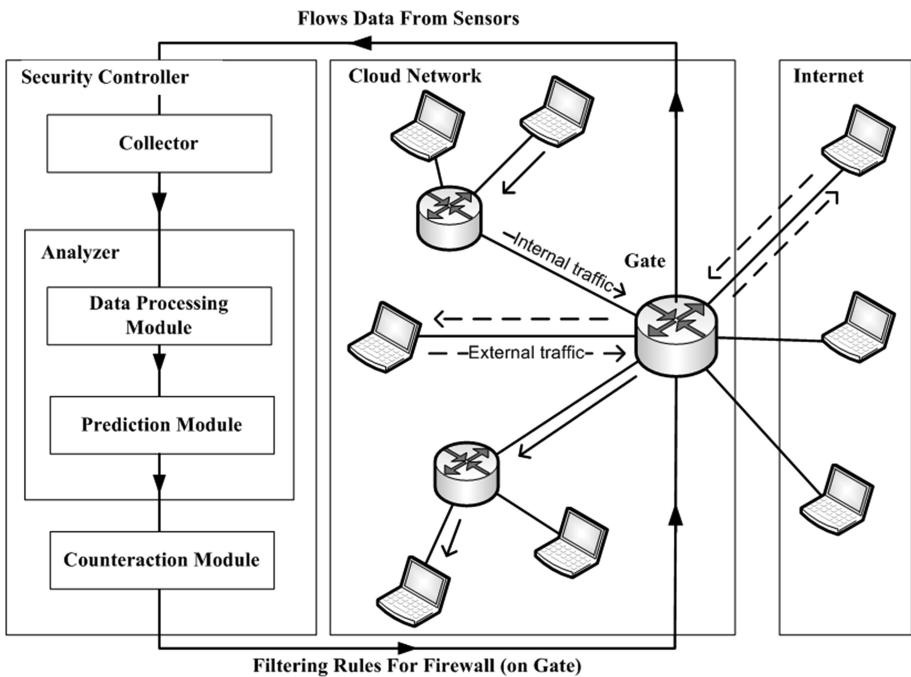 Flows Data From Sensors
Security Controller
Collector
Analyzer
Data Processing
Module
Prediction Module
Counteraction Module
Cloud Network
Internal traffic
Gate
External traffic
Internet
Filtering Rules For Firewall (on Gate)